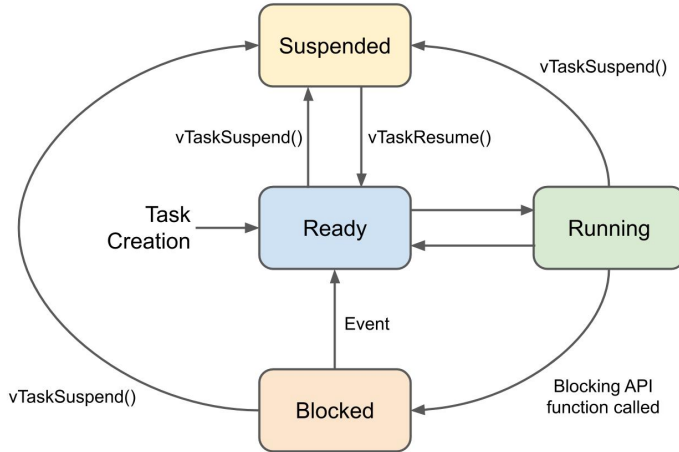 Suspended
vTaskSuspend()
vTaskSuspend()
vTaskResume()
Task
Creation
Ready
Running
Event
vTaskSuspend()
Blocked
Blocking API
function called